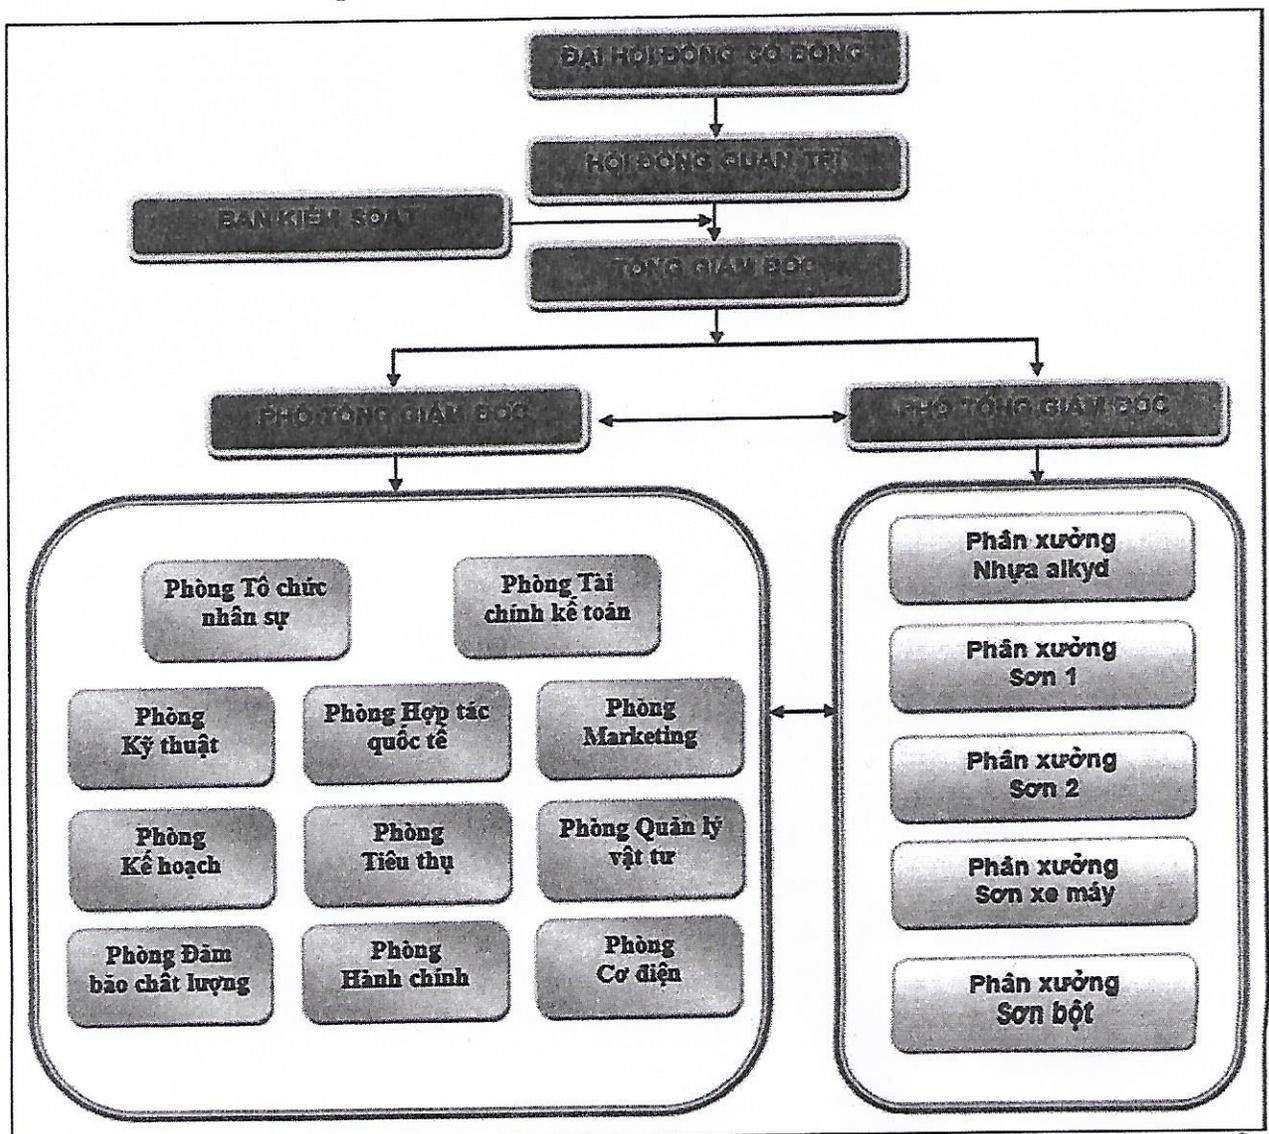 ĐẠI HỘI ĐỒNG CỔ ĐÔNG
HỘI ĐỒNG QUẢN TRỊ
BAN KIỂM SOÁT
TỔNG GIÁM ĐỐC
PHÓ TỔNG GIÁM ĐỐC
PHÓ TỔNG GIÁM ĐỐC
Phòng Tổ chức
nhân sự
Phòng Tài
chính kế toán
Phòng
Kỹ thuật
Phòng Hợp tác
quốc tế
Phòng
Marketing
Phòng
Kế hoạch
Phòng
Tiêu thụ
Phòng Quản lý
vật tư
Phòng Đảm
bảo chất lượng
Phòng
Hành chính
Phòng
Cơ điện
Phân xưởng
Nhựa alkyd
Phân xưởng
Sơn 1
Phân xưởng
Sơn 2
Phân xưởng
Sơn xe máy
Phân xưởng
Sơn bột